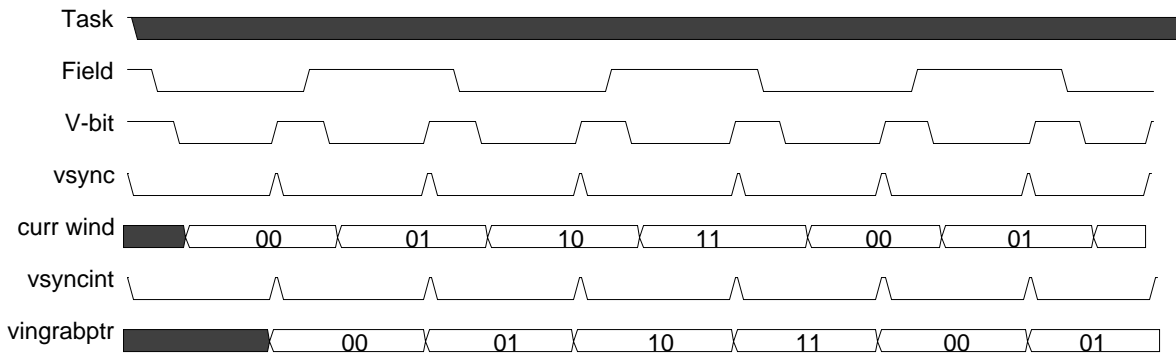 Task
Field
V-bit
vsync
curr wind 00 01 10 11 00 01
vsyncint
vingrabptr 00 01 10 11 00 01